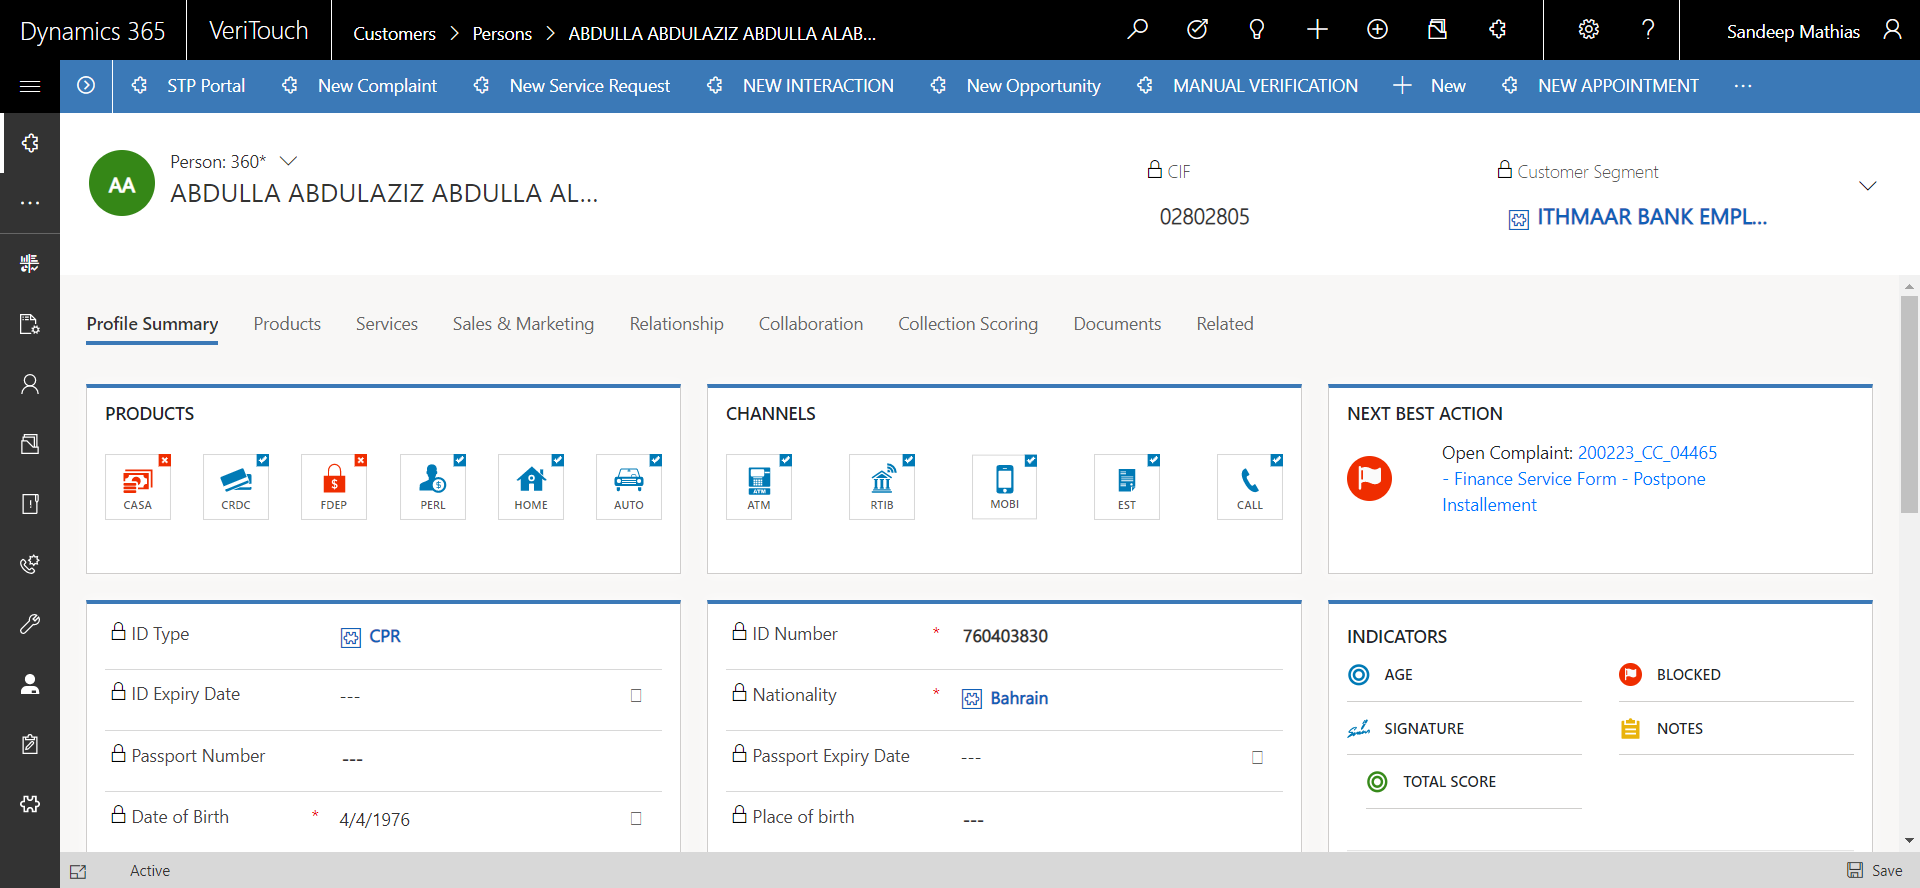 Dynamics 365
VeriTouch
Customers > Persons > ABDULLA ABDULAZIZ ABDULLA ALAB...
?
Sandeep Mathias
STP Portal
New Complaint
New Service Request
NEW INTERACTION
New Opportunity
MANUAL VERIFICATION
New
NEW APPOINTMENT
...
AA
Person: 360*
ABDULLA ABDULAZIZ ABDULLA AL...
CIF
02802805
Customer Segment
ITHMAAR BANK EMPL...
Profile Summary
Products
Services
Sales & Marketing
Relationship
Collaboration
Collection Scoring
Documents
Related
PRODUCTS
CASA
CRDC
$
FDEP
$
PERL
HOME
AUTO
CHANNELS
ATM
ATM
RTIB
MOBI
EST
CALL
NEXT BEST ACTION
Open Complaint: 200223_CC_04465
- Finance Service Form - Postpone
Installement
ID Type
CPR
ID Expiry Date
---
Passport Number
---
Date of Birth *
4/4/1976
ID Number *
760403830
Nationality *
Bahrain
Passport Expiry Date
---
Place of birth
---
INDICATORS
AGE
BLOCKED
SIGNATURE
NOTES
TOTAL SCORE
Active
Save